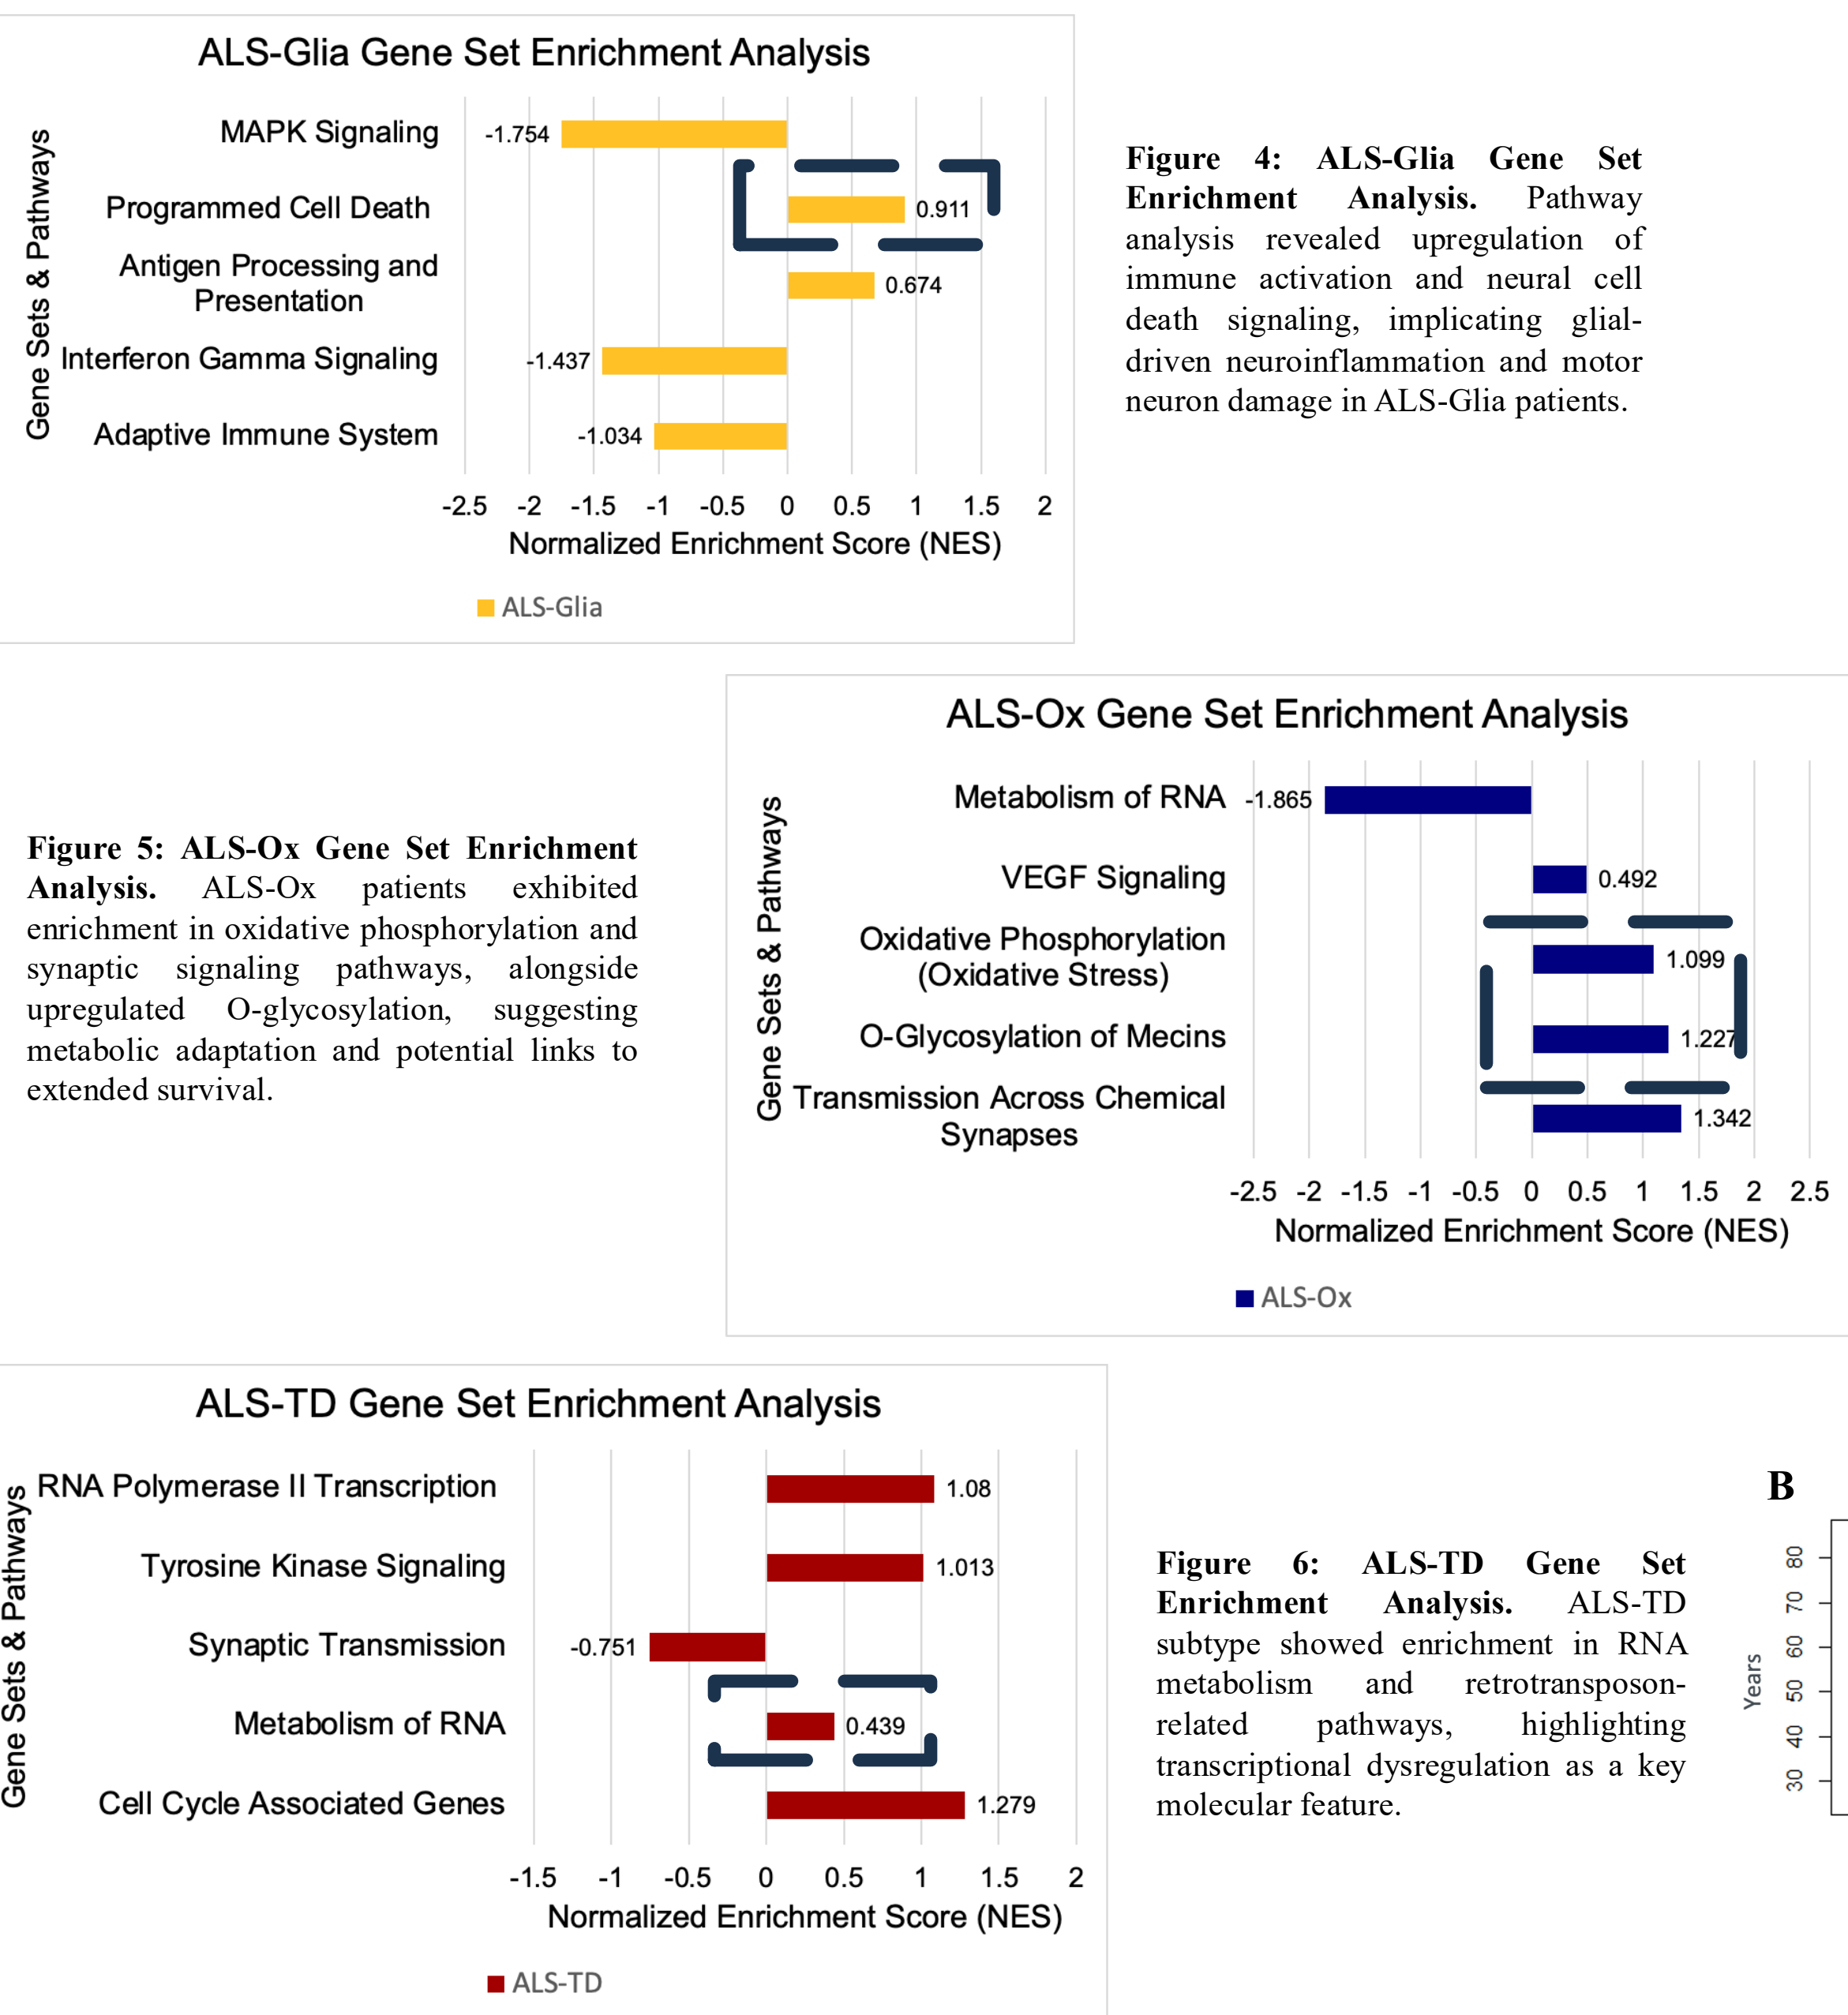 ALS-Glia Gene Set Enrichment Analysis
Gene Sets & Pathways
MAPK Signaling
-1.754
Programmed Cell Death
0.911
Antigen Processing and
Presentation
0.674
Interferon Gamma Signaling
-1.437
Adaptive Immune System
-1.034
-2.5 -2 -1.5 -1 -0.5 0 0.5 1 1.5 2
Normalized Enrichment Score (NES)
ALS-Glia
Figure 4: ALS-Glia Gene Set
Enrichment Analysis. Pathway
analysis revealed upregulation of
immune activation and neural cell
death signaling, implicating glial-
driven neuroinflammation and motor
neuron damage in ALS-Glia patients.
Figure 5: ALS-Ox Gene Set Enrichment
Analysis. ALS-Ox patients exhibited
enrichment in oxidative phosphorylation and
synaptic signaling pathways, alongside
upregulated O-glycosylation, suggesting
metabolic adaptation and potential links to
extended survival.
ALS-Ox Gene Set Enrichment Analysis
Gene Sets & Pathways
Metabolism of RNA
-1.865
VEGF Signaling
0.492
Oxidative Phosphorylation
(Oxidative Stress)
1.099
O-Glycosylation of Mecins
1.227
Transmission Across Chemical
Synapses
1.342
-2.5 -2 -1.5 -1 -0.5 0 0.5 1 1.5 2 2.5
Normalized Enrichment Score (NES)
ALS-Ox
ALS-TD Gene Set Enrichment Analysis
Gene Sets & Pathways
RNA Polymerase II Transcription
1.08
Tyrosine Kinase Signaling
1.013
Synaptic Transmission
-0.751
Metabolism of RNA
0.439
Cell Cycle Associated Genes
1.279
-1.5 -1 -0.5 0 0.5 1 1.5 2
Normalized Enrichment Score (NES)
ALS-TD
Figure 6: ALS-TD Gene Set
Enrichment Analysis. ALS-TD
subtype showed enrichment in RNA
metabolism and retrotransposon-
related pathways, highlighting
transcriptional dysregulation as a key
molecular feature.
B
Years
80
70
60
50
40
30